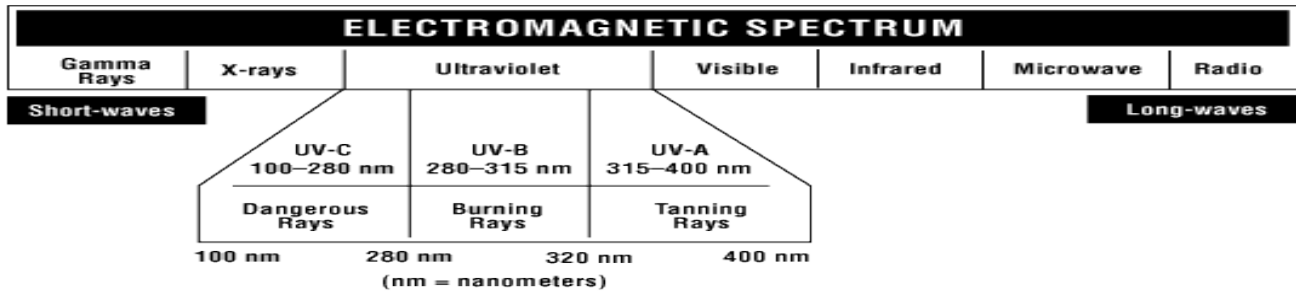 ELECTROMAGNETIC SPECTRUM
Gamma Rays X-rays Ultraviolet Visible Infrared Microwave Radio
Short-waves Long-waves
UV-C UV-B UV-A
100–280 nm 280–315 nm 315–400 nm
Dangerous Rays Burning Rays Tanning Rays
100 nm 280 nm 320 nm 400 nm
(nm = nanometers)